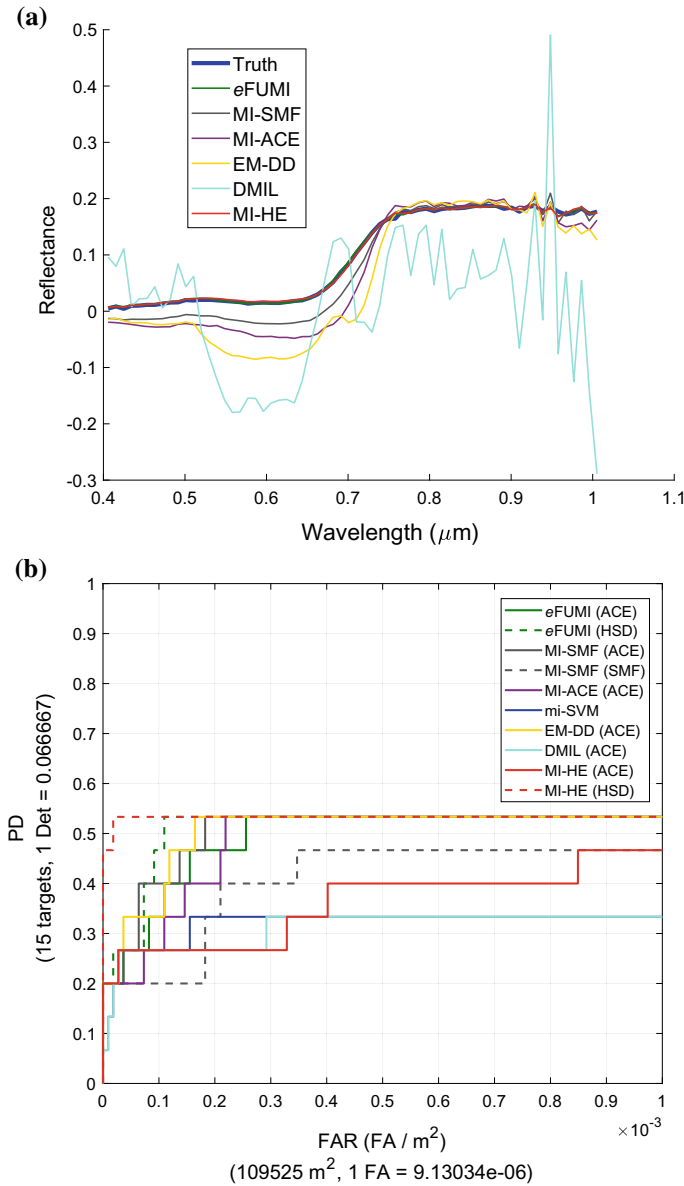 (a)
0.5
0.4
0.3
0.2
0.1
0
-0.1
-0.2
-0.3
Reflectance
Truth
eFUMI
MI-SMF
MI-ACE
EM-DD
DMIL
MI-HE
0.4 0.5 0.6 0.7 0.8 0.9 1 1.1
Wavelength (μm)
(b)
1
0.9
0.8
0.7
0.6
0.5
0.4
0.3
0.2
0.1
0
PD
(15 targets, 1 Det = 0.066667)
eFUMI (ACE)
eFUMI (HSD)
MI-SMF (ACE)
MI-SMF (SMF)
MI-ACE (ACE)
mi-SVM
EM-DD (ACE)
DMIL (ACE)
MI-HE (ACE)
MI-HE (HSD)
0 0.1 0.2 0.3 0.4 0.5 0.6 0.7 0.8 0.9 1
×10⁻³
FAR (FA / m²)
(109525 m², 1 FA = 9.13034e-06)